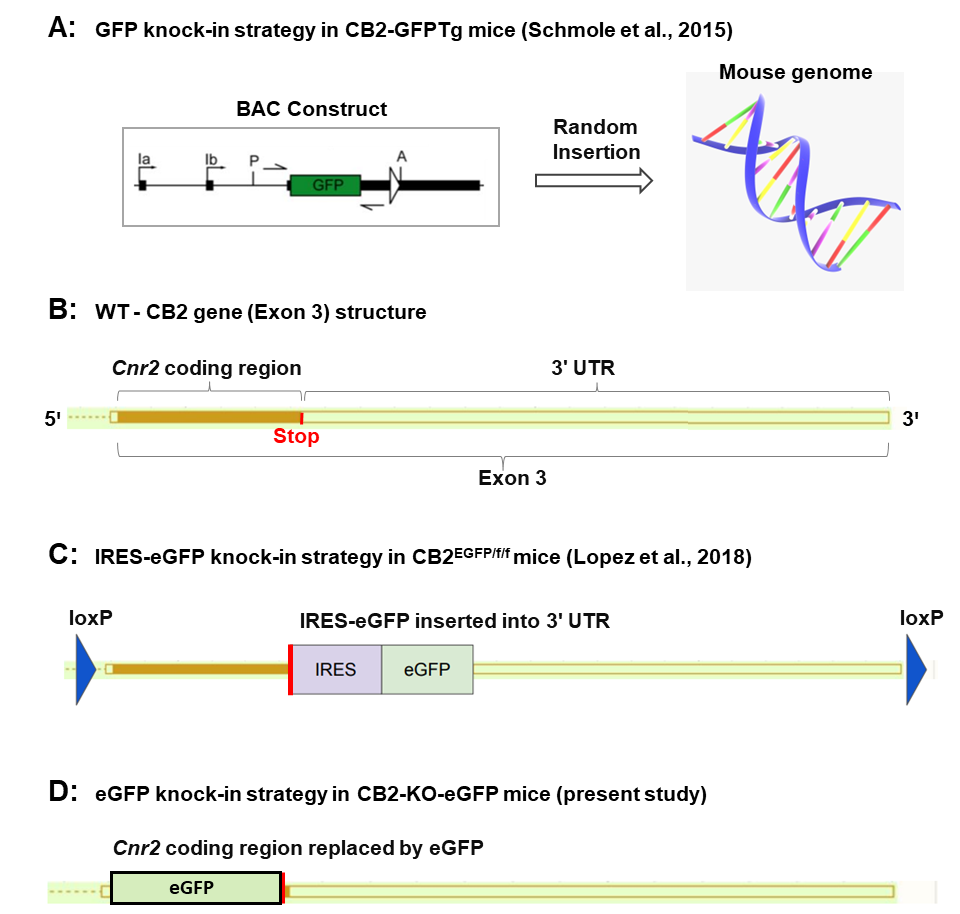 A: GFP knock-in strategy in CB2-GFPTg mice (Schmole et al., 2015)
Mouse genome
BAC Construct
Random
Insertion
Ia
Ib
P
A
GFP
B: WT - CB2 gene (Exon 3) structure
Cnr2 coding region
3' UTR
5'
3'
Stop
Exon 3
C: IRES-eGFP knock-in strategy in CB2EGFP/f/f mice (Lopez et al., 2018)
loxP
IRES-eGFP inserted into 3' UTR
loxP
IRES
eGFP
D: eGFP knock-in strategy in CB2-KO-eGFP mice (present study)
Cnr2 coding region replaced by eGFP
eGFP